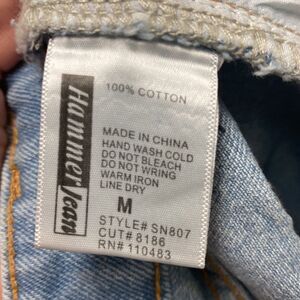 Hammer Jean
100% COTTON
MADE IN CHINA
HAND WASH COLD
DO NOT BLEACH
DO NOT WRING
WARM IRON
LINE DRY
M
STYLE# SN807
CUT# 8186
RN# 110483